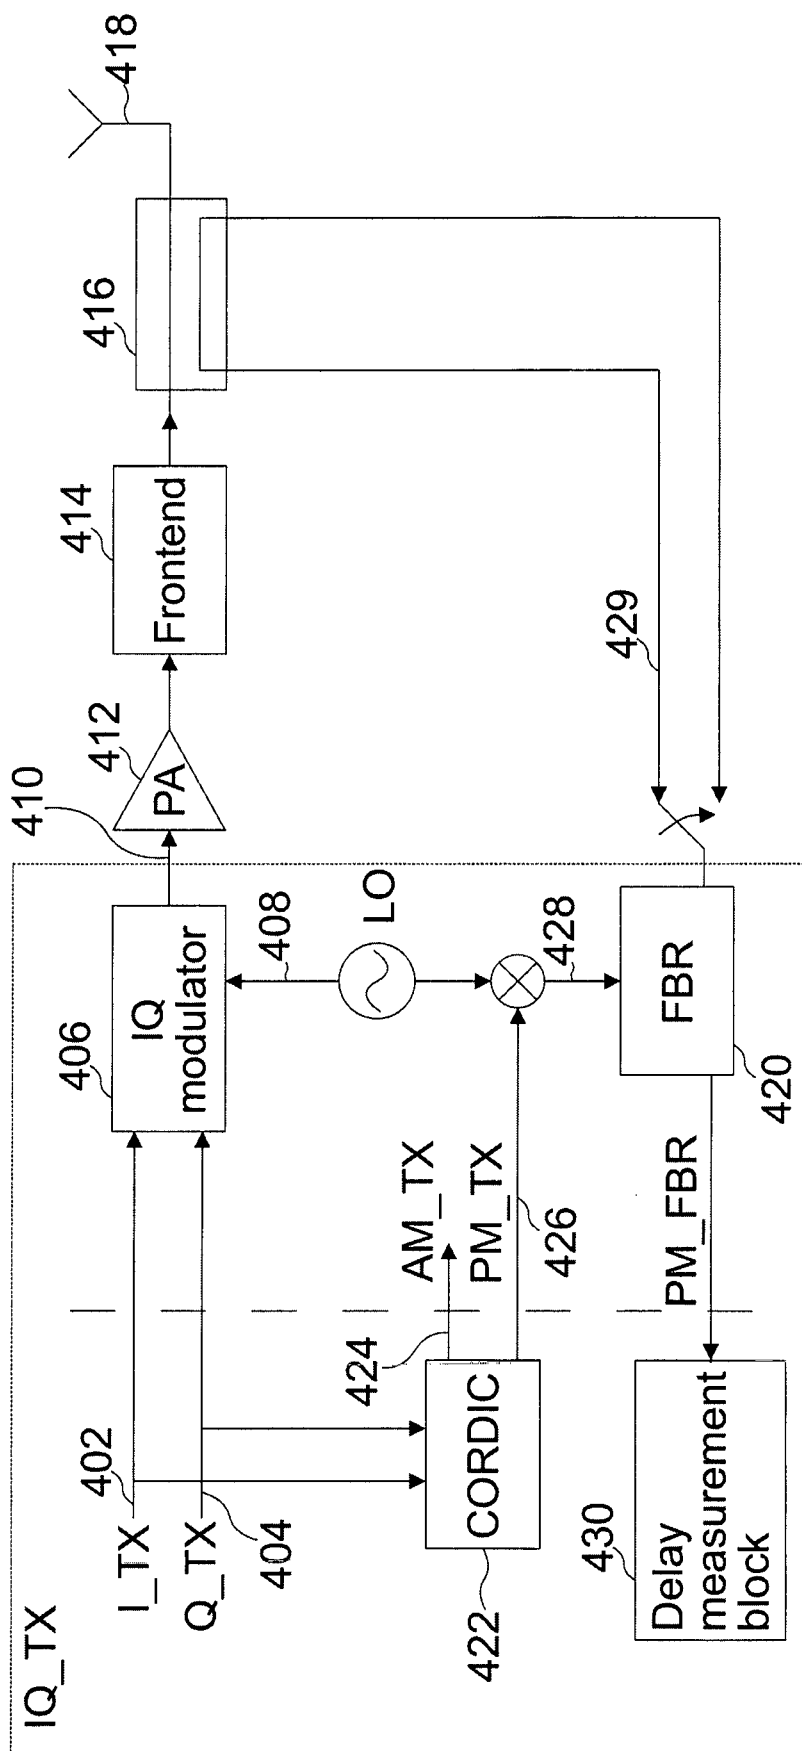 IQ_TX
I_TX
402
Q_TX
404
406
IQ
modulator
410
412
PA
414
Frontend
416
418
408
LO
422
CORDIC
424
AM_TX
PM_TX
426
428
429
430
Delay
measurement
block
PM_FBR
FBR
420